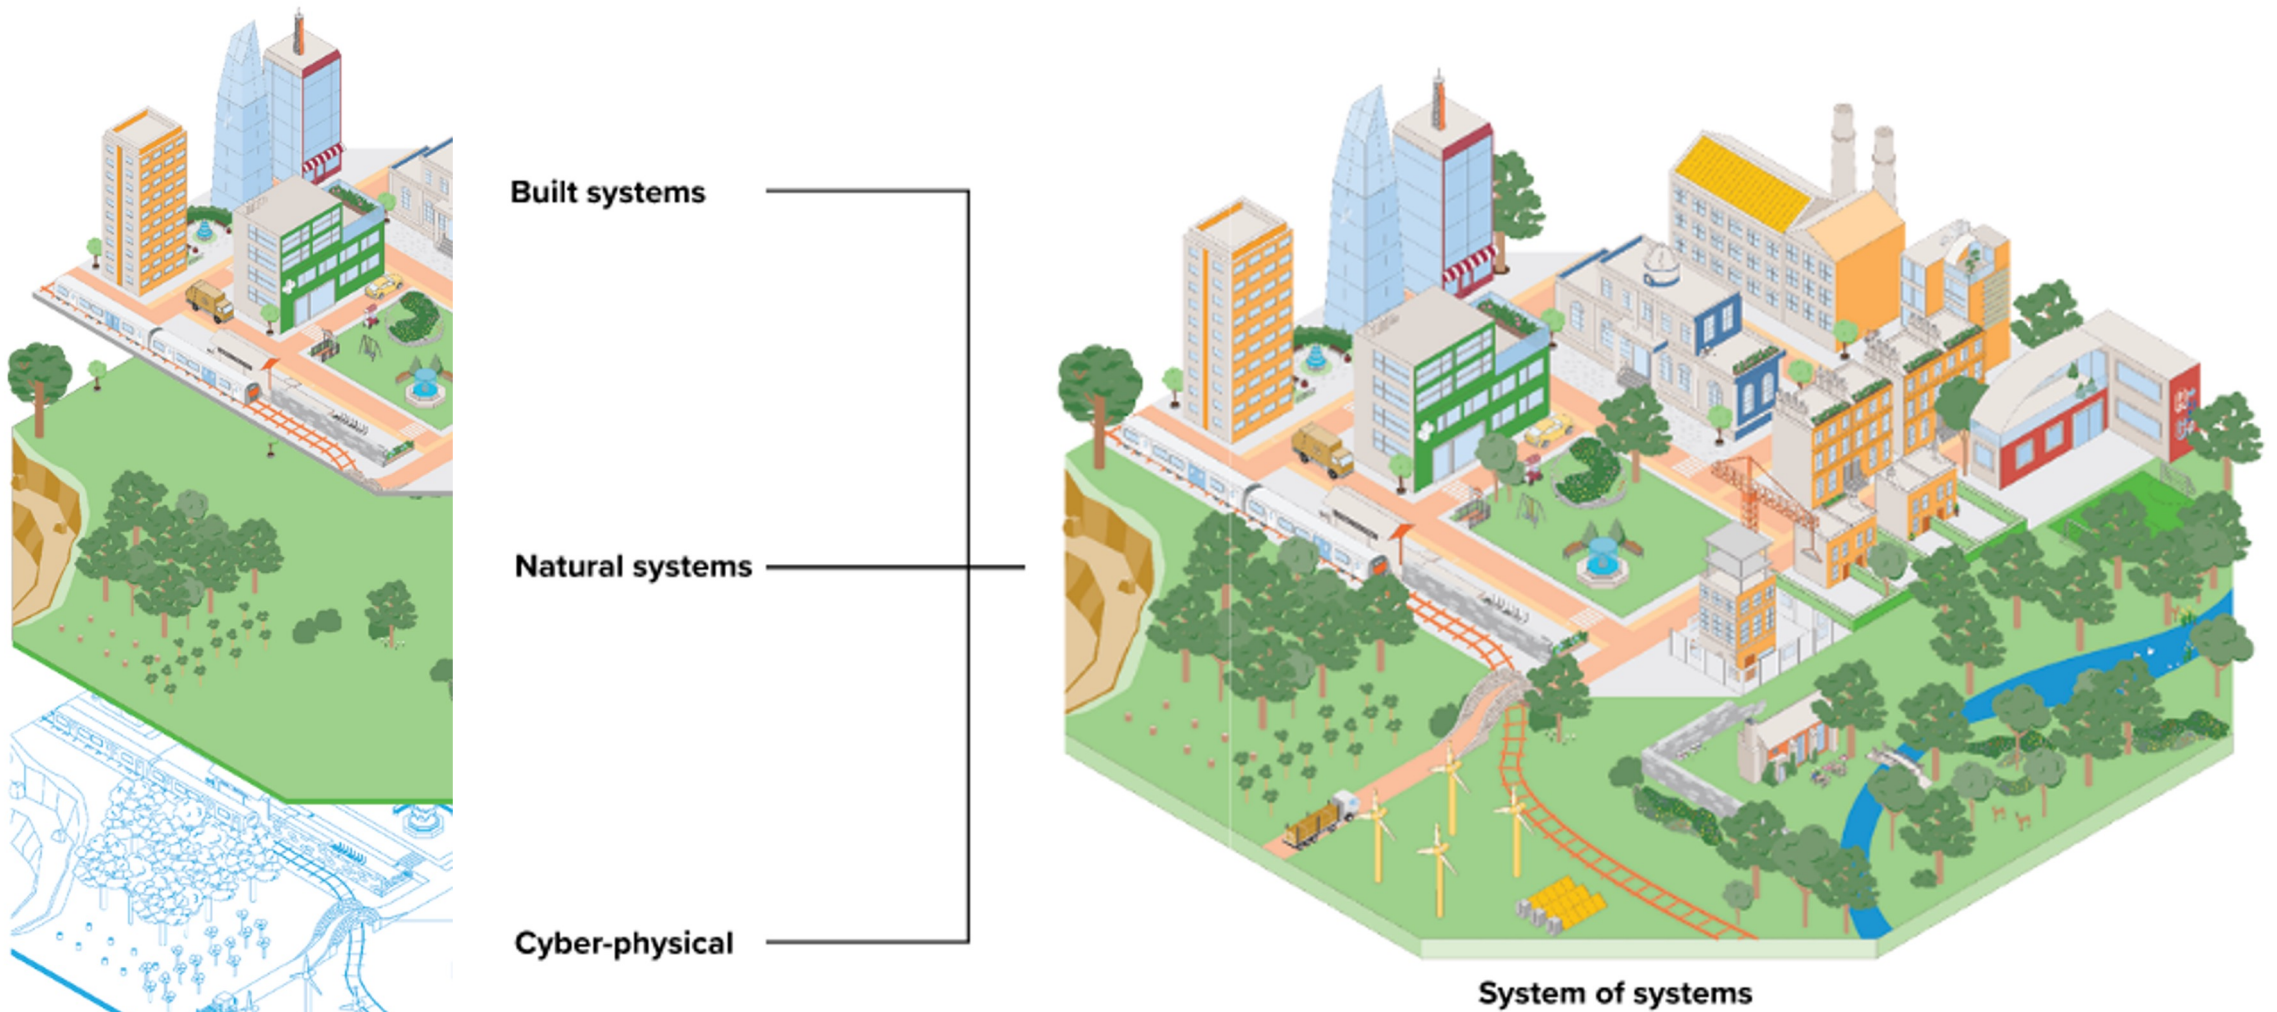 Built systems
Natural systems
Cyber-physical
System of systems